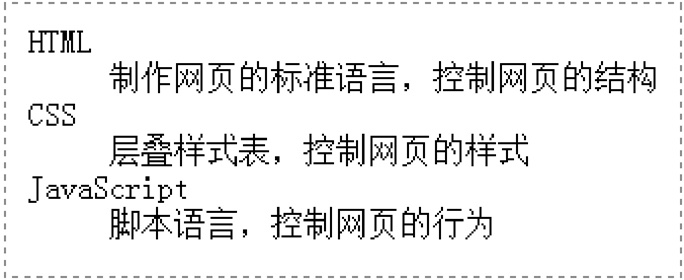 HTML
制作网页的标准语言，控制网页的结构
CSS
层叠样式表，控制网页的样式
JavaScript
脚本语言，控制网页的行为